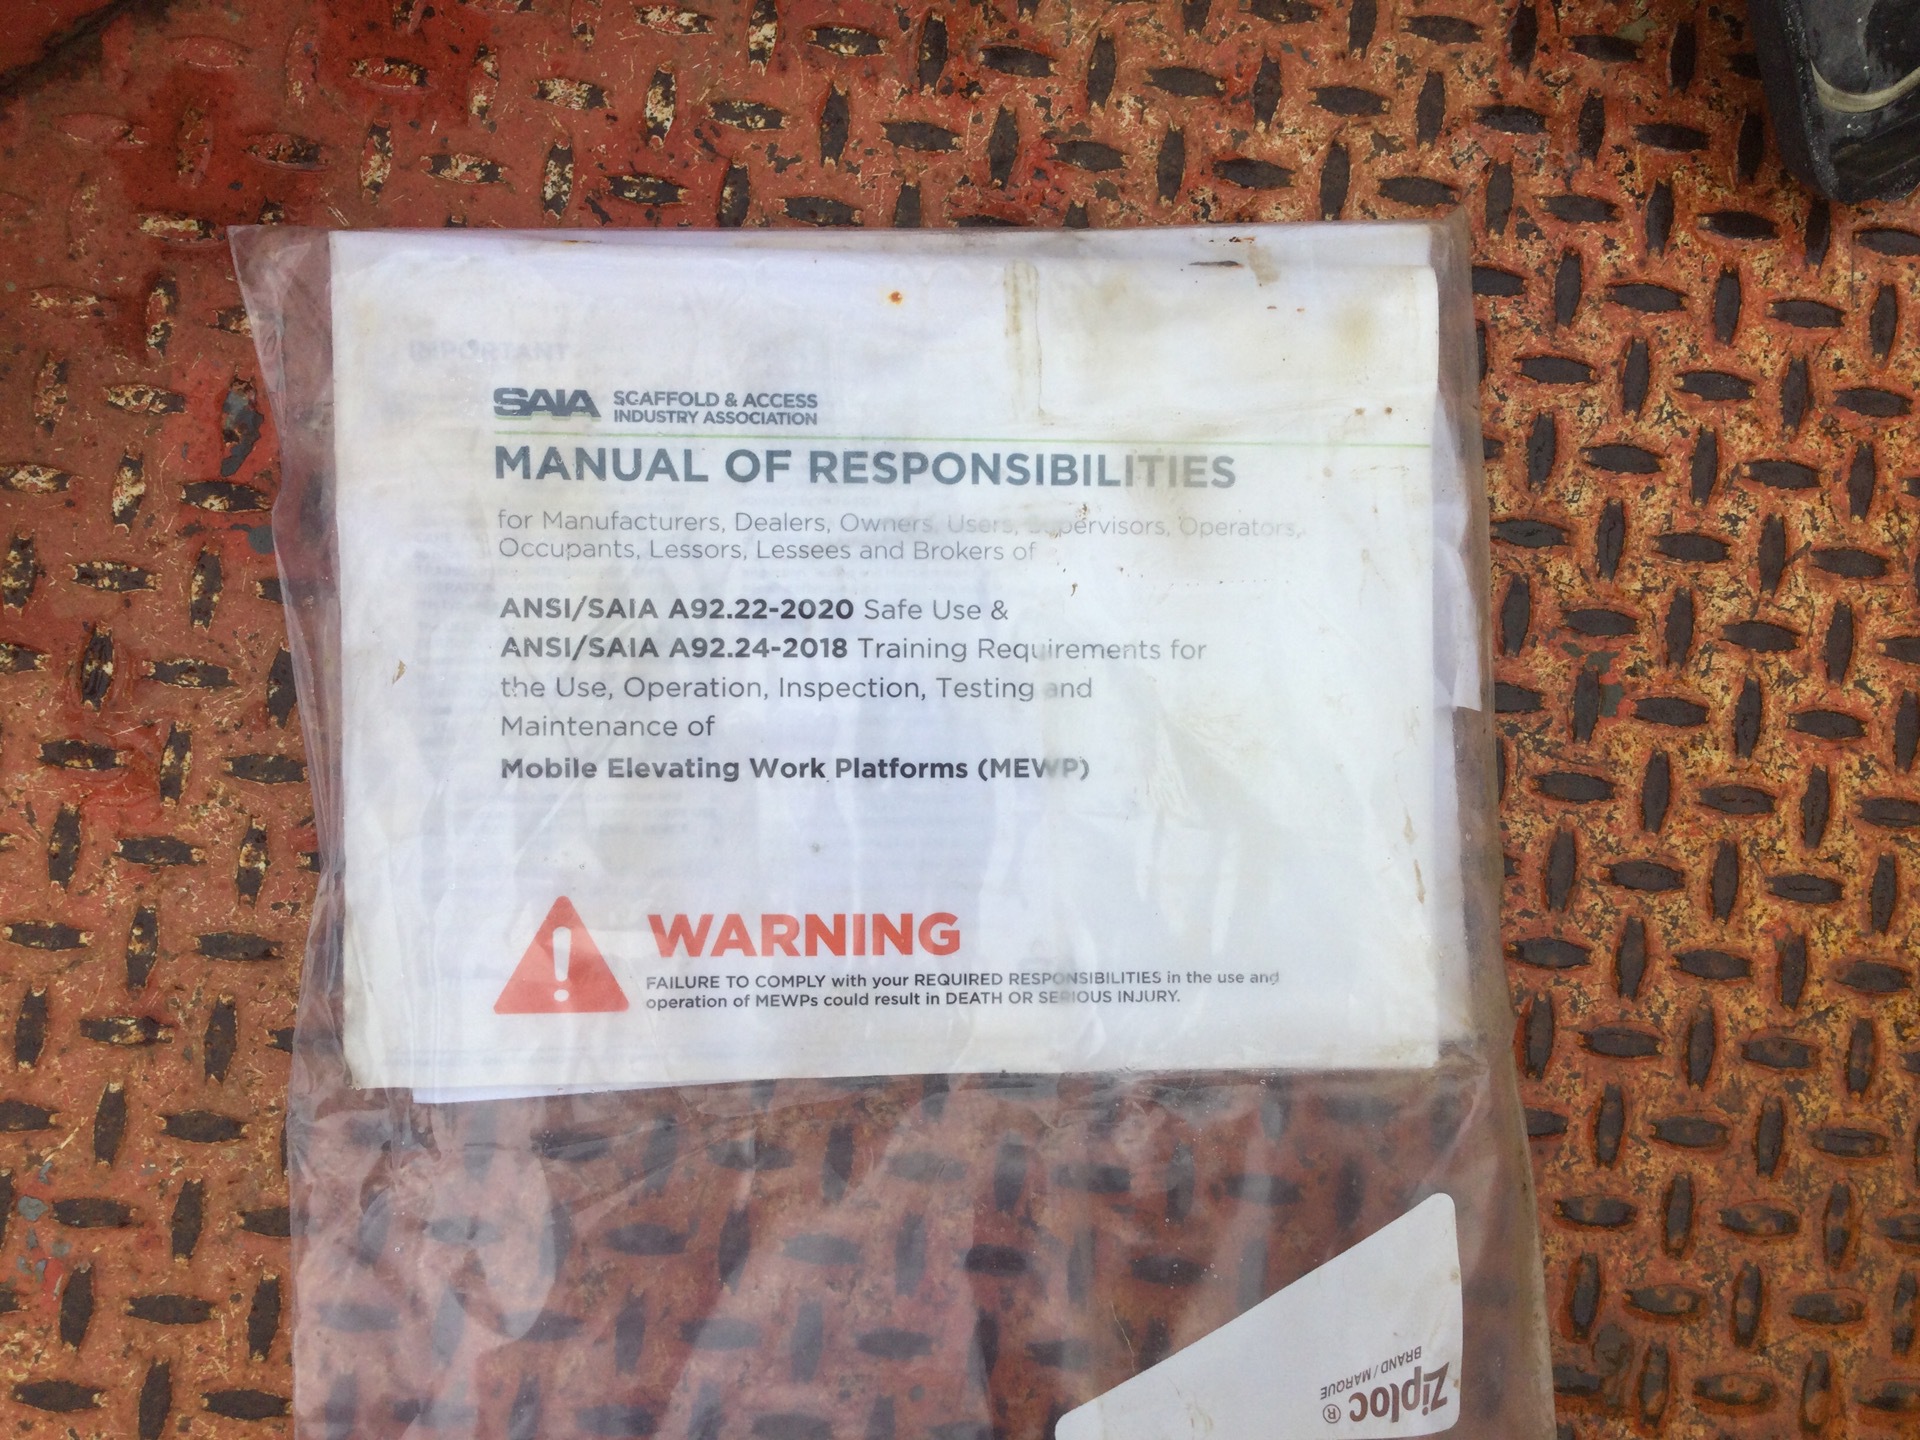 IMPORTANT
SAIA SCAFFOLD & ACCESS
INDUSTRY ASSOCIATION
MANUAL OF RESPONSIBILITIES
for Manufacturers, Dealers, Owners, Users, Supervisors, Operators,
Occupants, Lessors, Lessees and Brokers of
ANSI/SAIA A92.22-2020 Safe Use &
ANSI/SAIA A92.24-2018 Training Requirements for
the Use, Operation, Inspection, Testing and
Maintenance of
Mobile Elevating Work Platforms (MEWP)
WARNING
FAILURE TO COMPLY with your REQUIRED RESPONSIBILITIES in the use and
operation of MEWPs could result in DEATH OR SERIOUS INJURY.
Ziploc®
BRAND / MARQUE